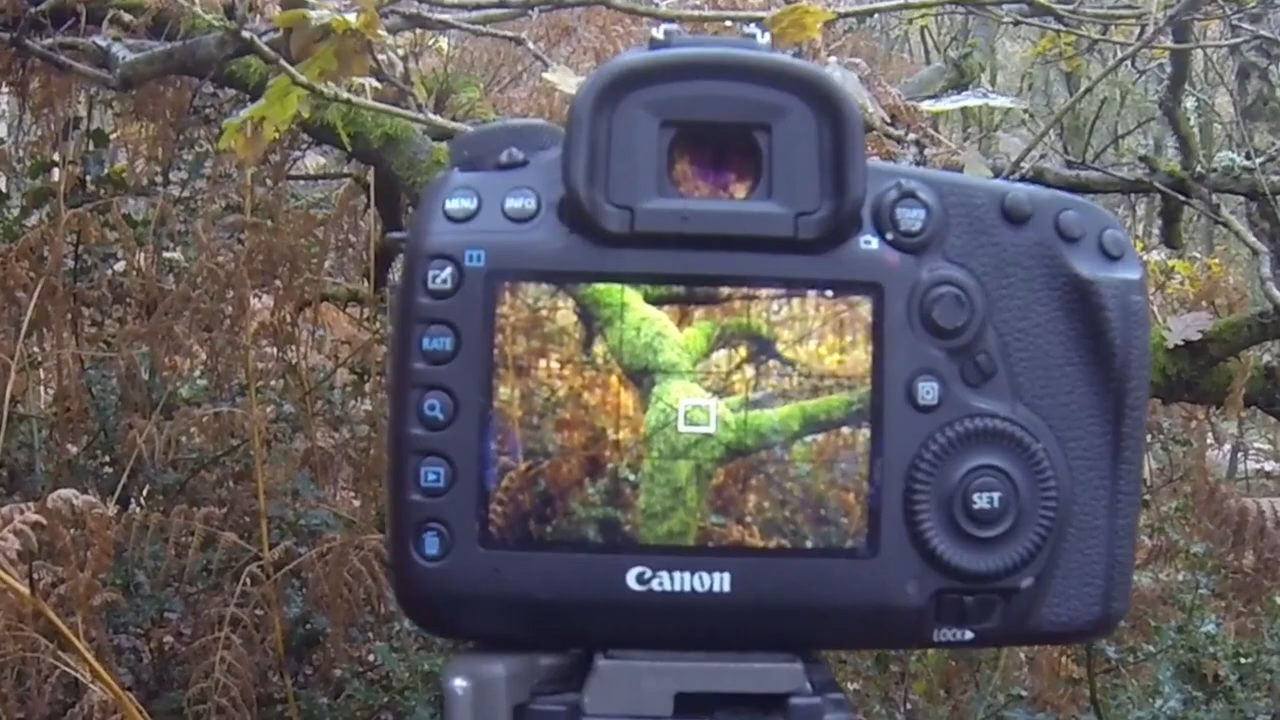 MENU INFO.
START/
STOP
RATE
SET
Canon
LOCK▶